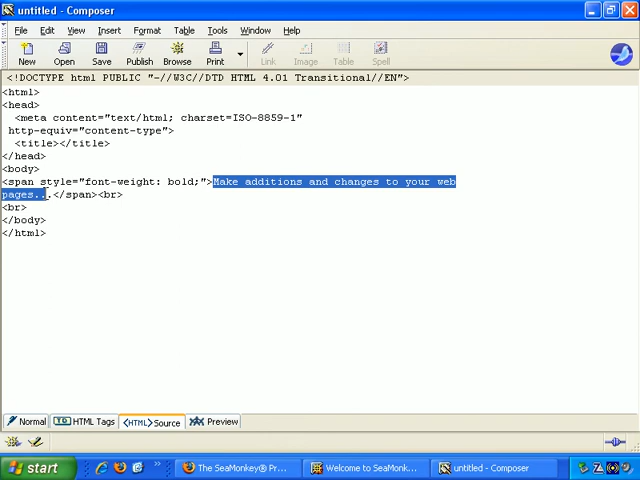 untitled - Composer
File Edit View Insert Format Table Tools Window Help
New Open Save Publish Browse Print Link Image Table Spell
<!DOCTYPE html PUBLIC "-//W3C//DTD HTML 4.01 Transitional//EN">
<html>
<head>
<meta content="text/html; charset=ISO-8859-1"
http-equiv="content-type">
<title></title>
</head>
<body>
<span style="font-weight: bold;">Make additions and changes to your web
pages...</span><br>
<br>
</body>
</html>
Normal HTML Tags <HTML> Source Preview
start The SeaMonkey® Pr... Welcome to SeaMonk... untitled - Composer